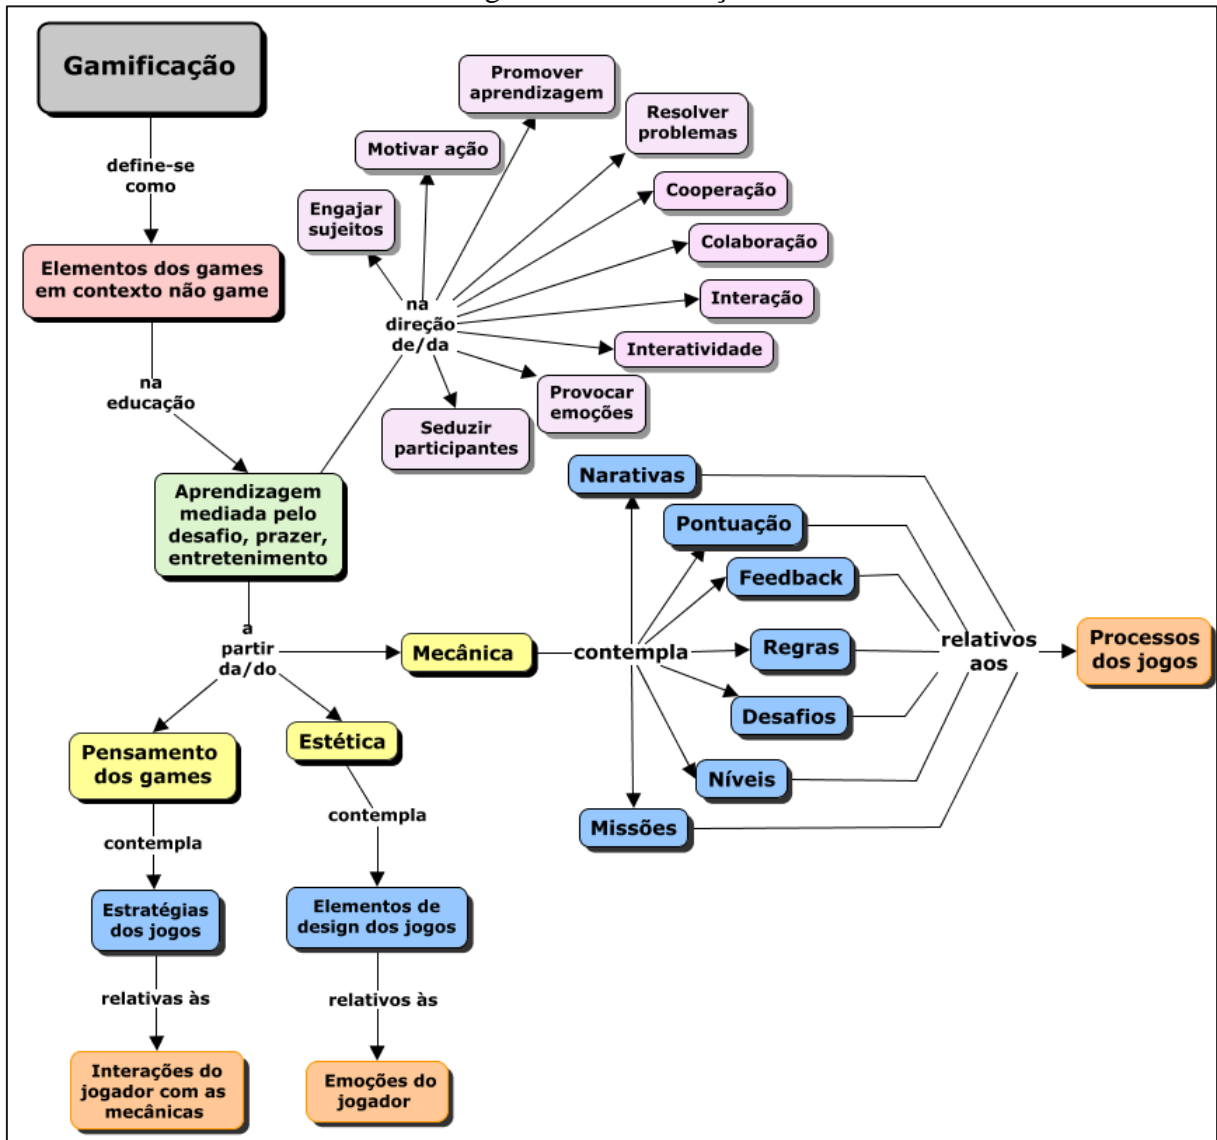 Gamificação
define-se
como
Elementos dos games
em contexto não game
na
educação
Aprendizagem
mediada pelo
desafio, prazer,
entretenimento
na
direção
de/da
Engajar
sujeitos
Motivar ação
Promover
aprendizagem
Resolver
problemas
Cooperação
Colaboração
Interação
Interatividade
Provocar
emoções
Seduzir
participantes
a
partir
da/do
Mecânica
contempla
Narativas
Pontuação
Feedback
Regras
Desafios
Níveis
Missões
relativos
aos
Processos
dos jogos
Pensamento
dos games
contempla
Estratégias
dos jogos
relativas às
Interações do
jogador com as
mecânicas
Estética
contempla
Elementos de
design dos jogos
relativos às
Emoções do
jogador